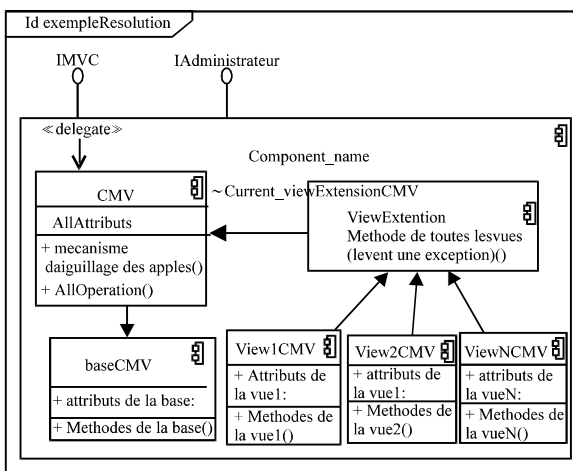 Id exempleResolution
IMVC
IAdministrateur
≪delegate≫
Component_name
CMV
AllAttributs
+ mecanisme
daiguillage des apples()
+ AllOperation()
~Current_viewExtensionCMV
ViewExtention
Methode de toutes lesvues
(levent une exception)()
baseCMV
+ attributs de la base:
+ Methodes de la base()
View1CMV
+ Attributs de
la vue1:
+ Methodes de
la vue1()
View2CMV
+ attributs de
la vue1:
+ Methodes de
la vue2()
ViewNCMV
+ attributs de
la vueN:
+ Methodes de
la vueN()